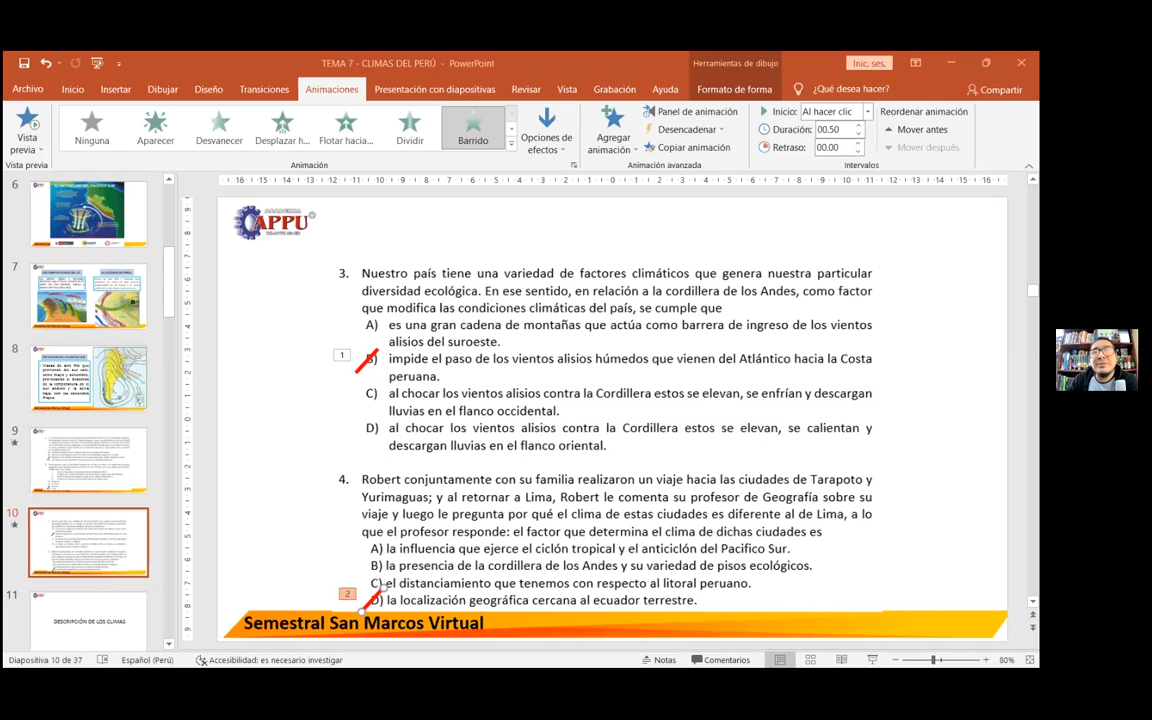 TEMA 7 - CLIMAS DEL PERÚ - PowerPoint
Herramientas de dibujo
Inic. ses.
Archivo Inicio Insertar Dibujar Diseño Transiciones Animaciones Presentación con diapositivas Revisar Vista Grabación Ayuda Formato de forma ¿Qué desea hacer? Compartir
Vista previa
Ninguna Aparecer Desvanecer Desplazar h... Flotar hacia... Dividir Barrido
Opciones de efectos
Agregar animación
Panel de animación
Desencadenar
Copiar animación
Inicio: Al hacer clic
Duración: 00.50
Retraso: 00.00
Reordenar animación
Mover antes
Mover después
Vista previa Animación Animación avanzada Intervalos
6
7
8
9
10
11
DESCRIPCIÓN DE LOS CLIMAS
ACADEMIA
APPU
3. Nuestro país tiene una variedad de factores climáticos que genera nuestra particular
diversidad ecológica. En ese sentido, en relación a la cordillera de los Andes, como factor
que modifica las condiciones climáticas del país, se cumple que
A) es una gran cadena de montañas que actúa como barrera de ingreso de los vientos
alisios del suroeste.
1
B) impide el paso de los vientos alisios húmedos que vienen del Atlántico hacia la Costa
peruana.
C) al chocar los vientos alisios contra la Cordillera estos se elevan, se enfrían y descargan
lluvias en el flanco occidental.
D) al chocar los vientos alisios contra la Cordillera estos se elevan, se calientan y
descargan lluvias en el flanco oriental.
4. Robert conjuntamente con su familia realizaron un viaje hacia las ciudades de Tarapoto y
Yurimaguas; y al retornar a Lima, Robert le comenta su profesor de Geografía sobre su
viaje y luego le pregunta por qué el clima de estas ciudades es diferente al de Lima, a lo
que el profesor responde el factor que determina el clima de dichas ciudades es
A) la influencia que ejerce el ciclón tropical y el anticiclón del Pacifico Sur.
B) la presencia de la cordillera de los Andes y su variedad de pisos ecológicos.
C) el distanciamiento que tenemos con respecto al litoral peruano.
2
D) la localización geográfica cercana al ecuador terrestre.
Semestral San Marcos Virtual
Diapositiva 10 de 37 Español (Perú) Accesibilidad: es necesario investigar Notas Comentarios 80%